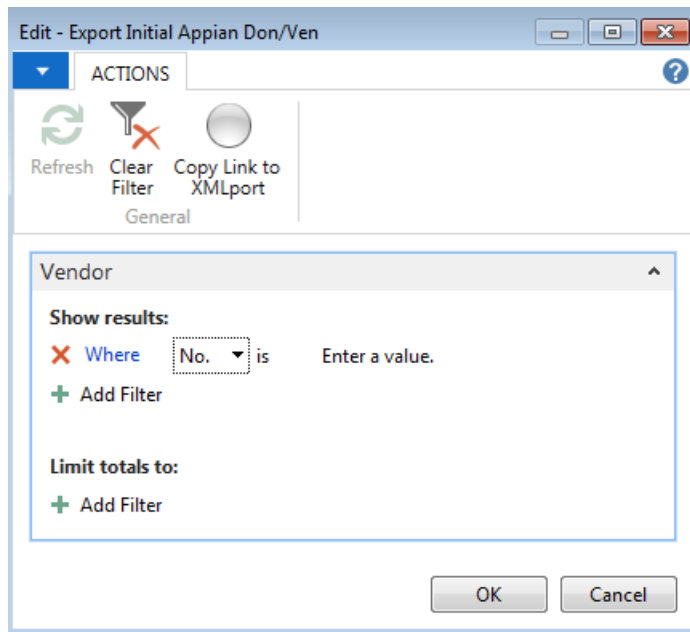 Edit - Export Initial Appian Don/Ven
ACTIONS
?
Refresh
Clear Filter
Copy Link to XMLport
General
Vendor
Show results:
Where No. is Enter a value.
Add Filter
Limit totals to:
Add Filter
OK Cancel